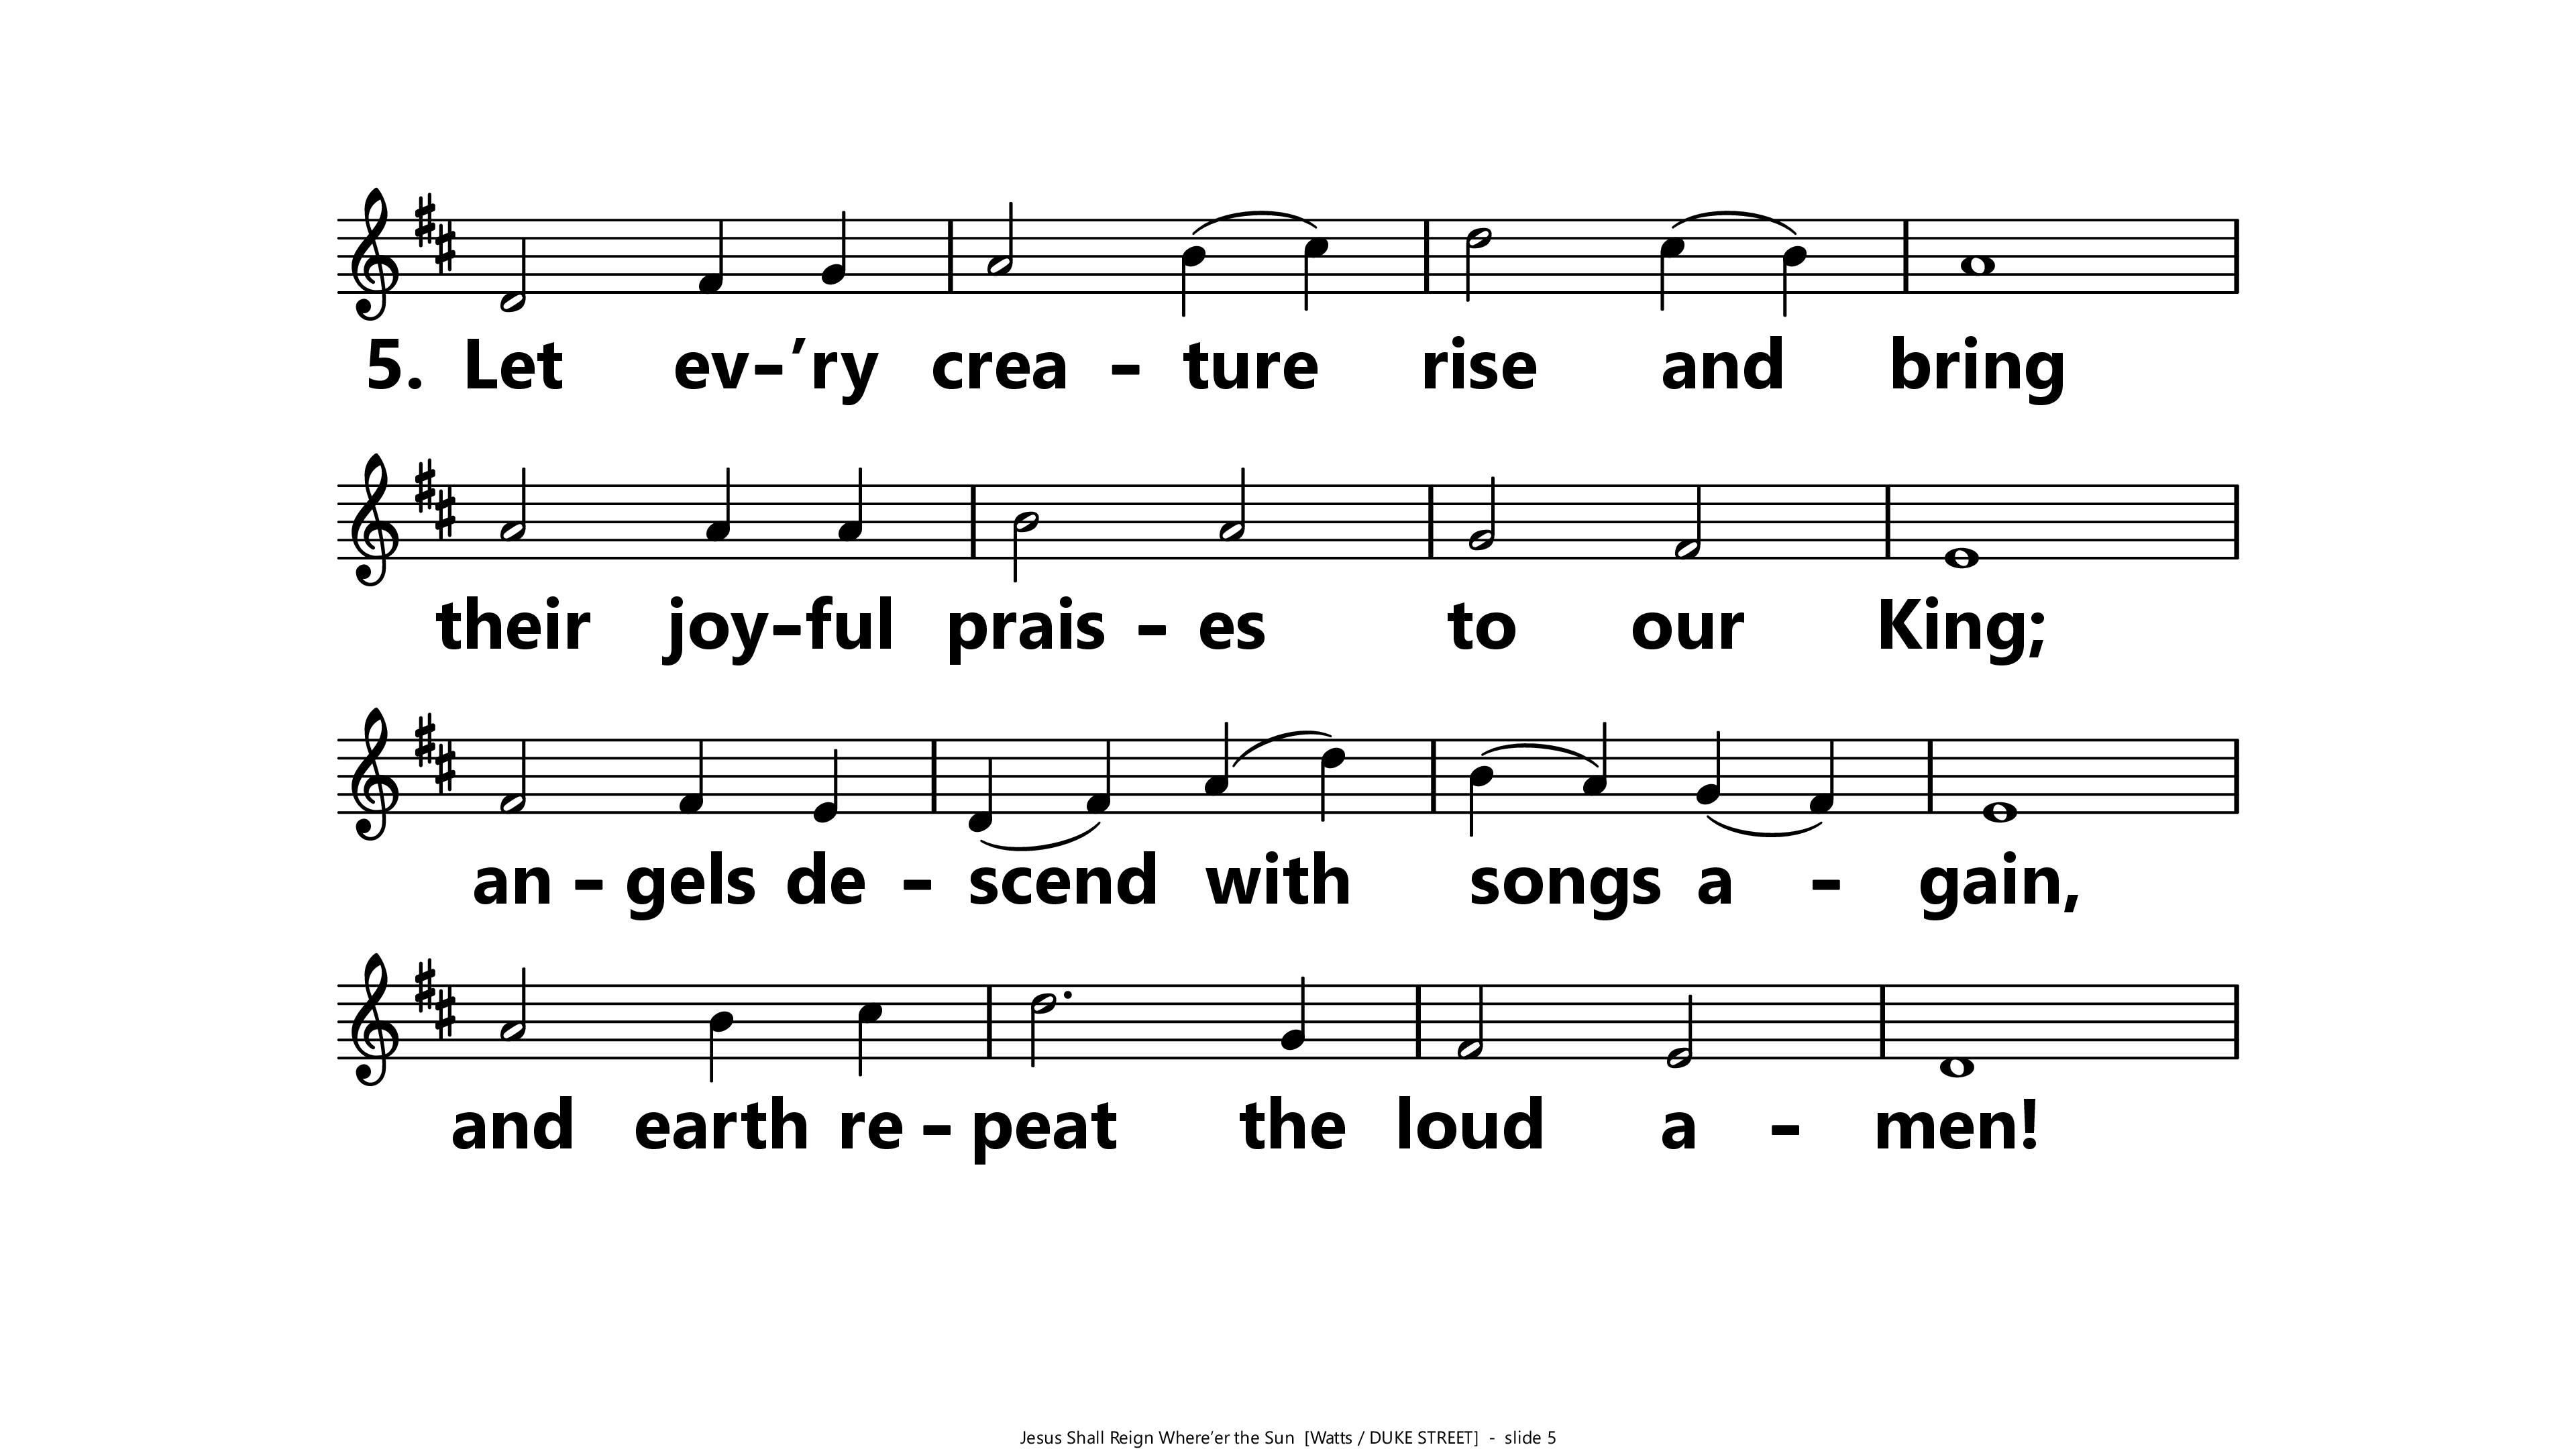 5. Let ev-’ry crea - ture rise and bring
their joy-ful prais - es to our King;
an - gels de - scend with songs a - gain,
and earth re - peat the loud a - men!
Jesus Shall Reign Where’er the Sun [Watts / DUKE STREET] - slide 5